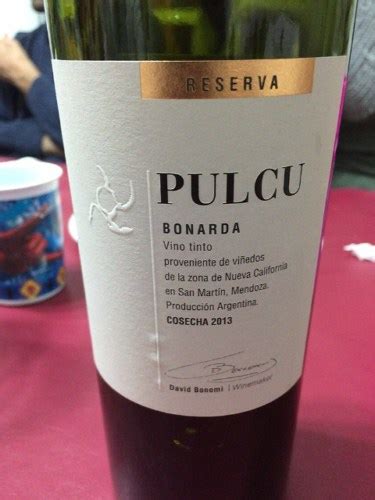 RESERVA
PULCU
BONARDA
Vino tinto
proveniente de viñedos
de la zona de Nueva California
en San Martín, Mendoza.
Producción Argentina.
COSECHA 2013
David Bonomi | Winemaker